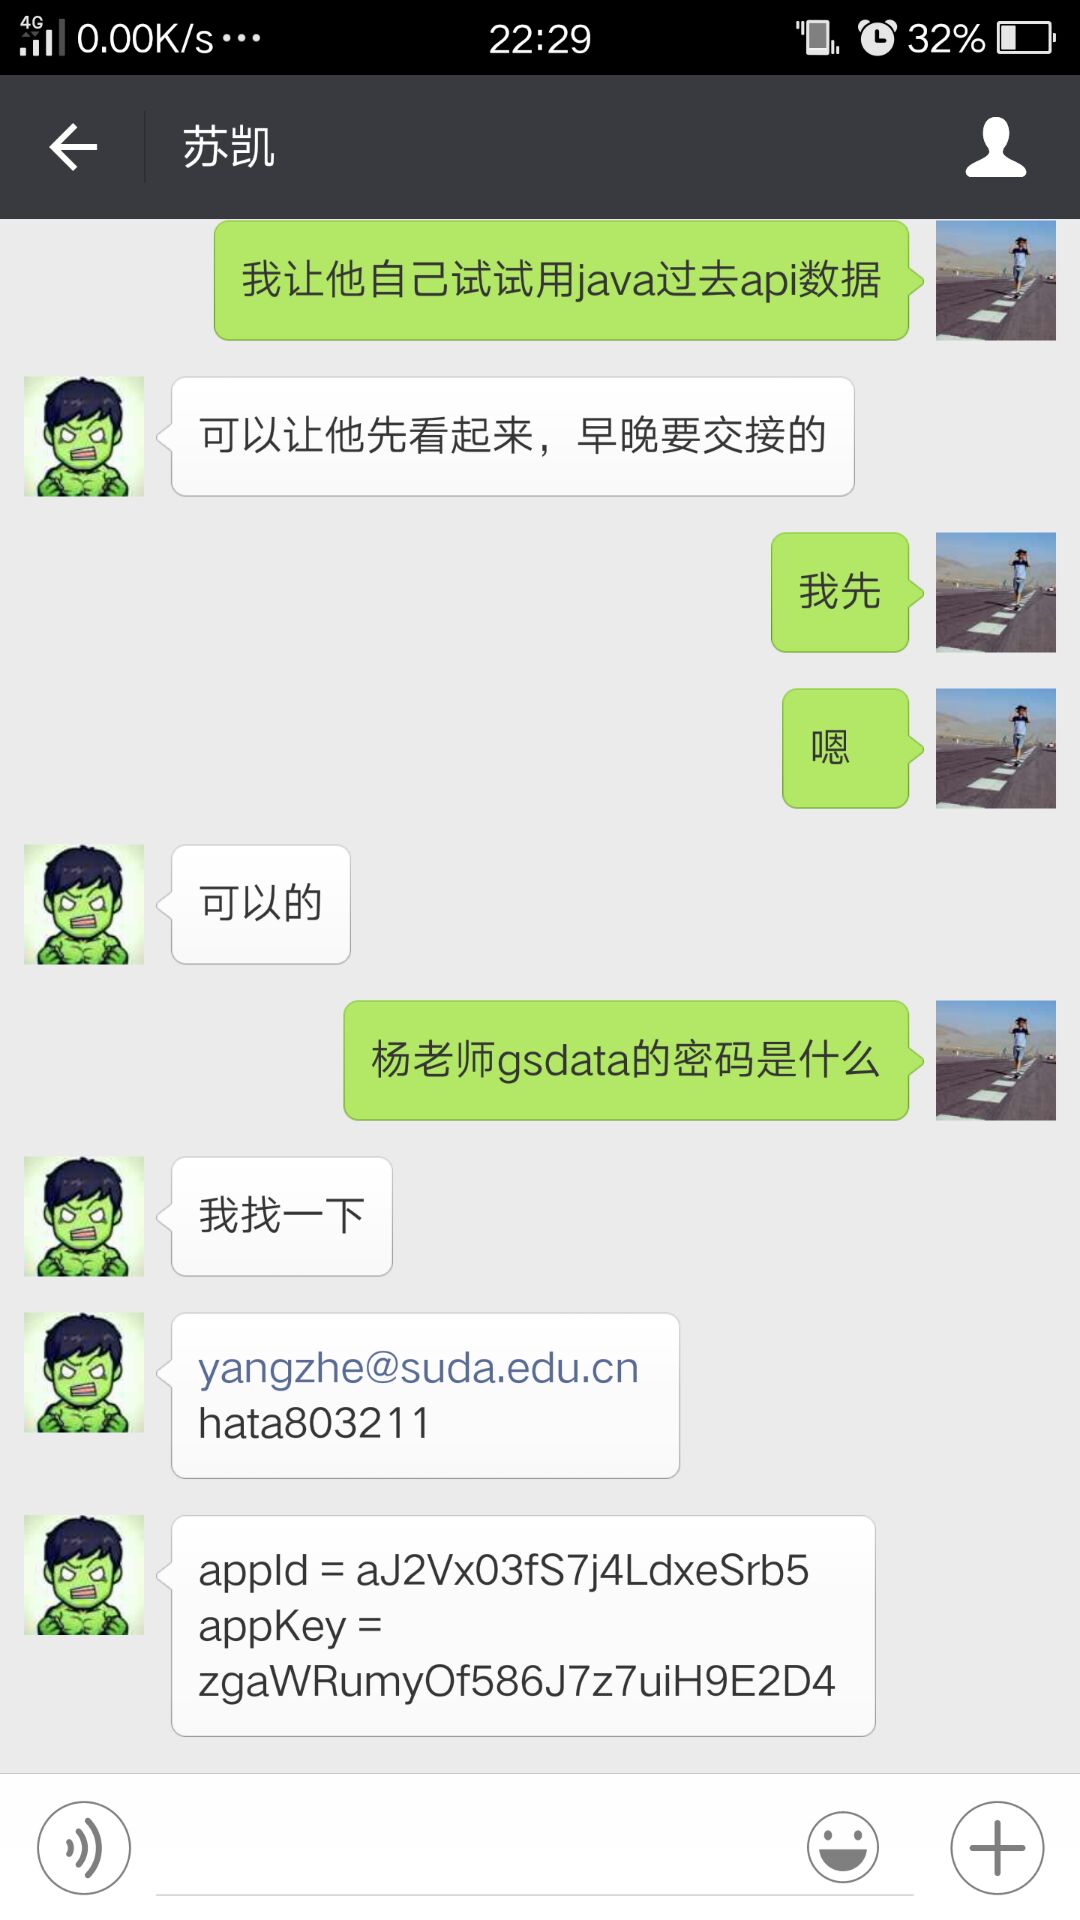 4G
0.00K/s...
22:29
32%
苏凯
我让他自己试试用java过去api数据
可以让他先看起来，早晚要交接的
我先
嗯
可以的
杨老师gsdata的密码是什么
我找一下
yangzhe@suda.edu.cn
hata803211
appId = aJ2Vx03fS7j4LdxeSrb5
appKey =
zgaWRumyOf586J7z7uiH9E2D4